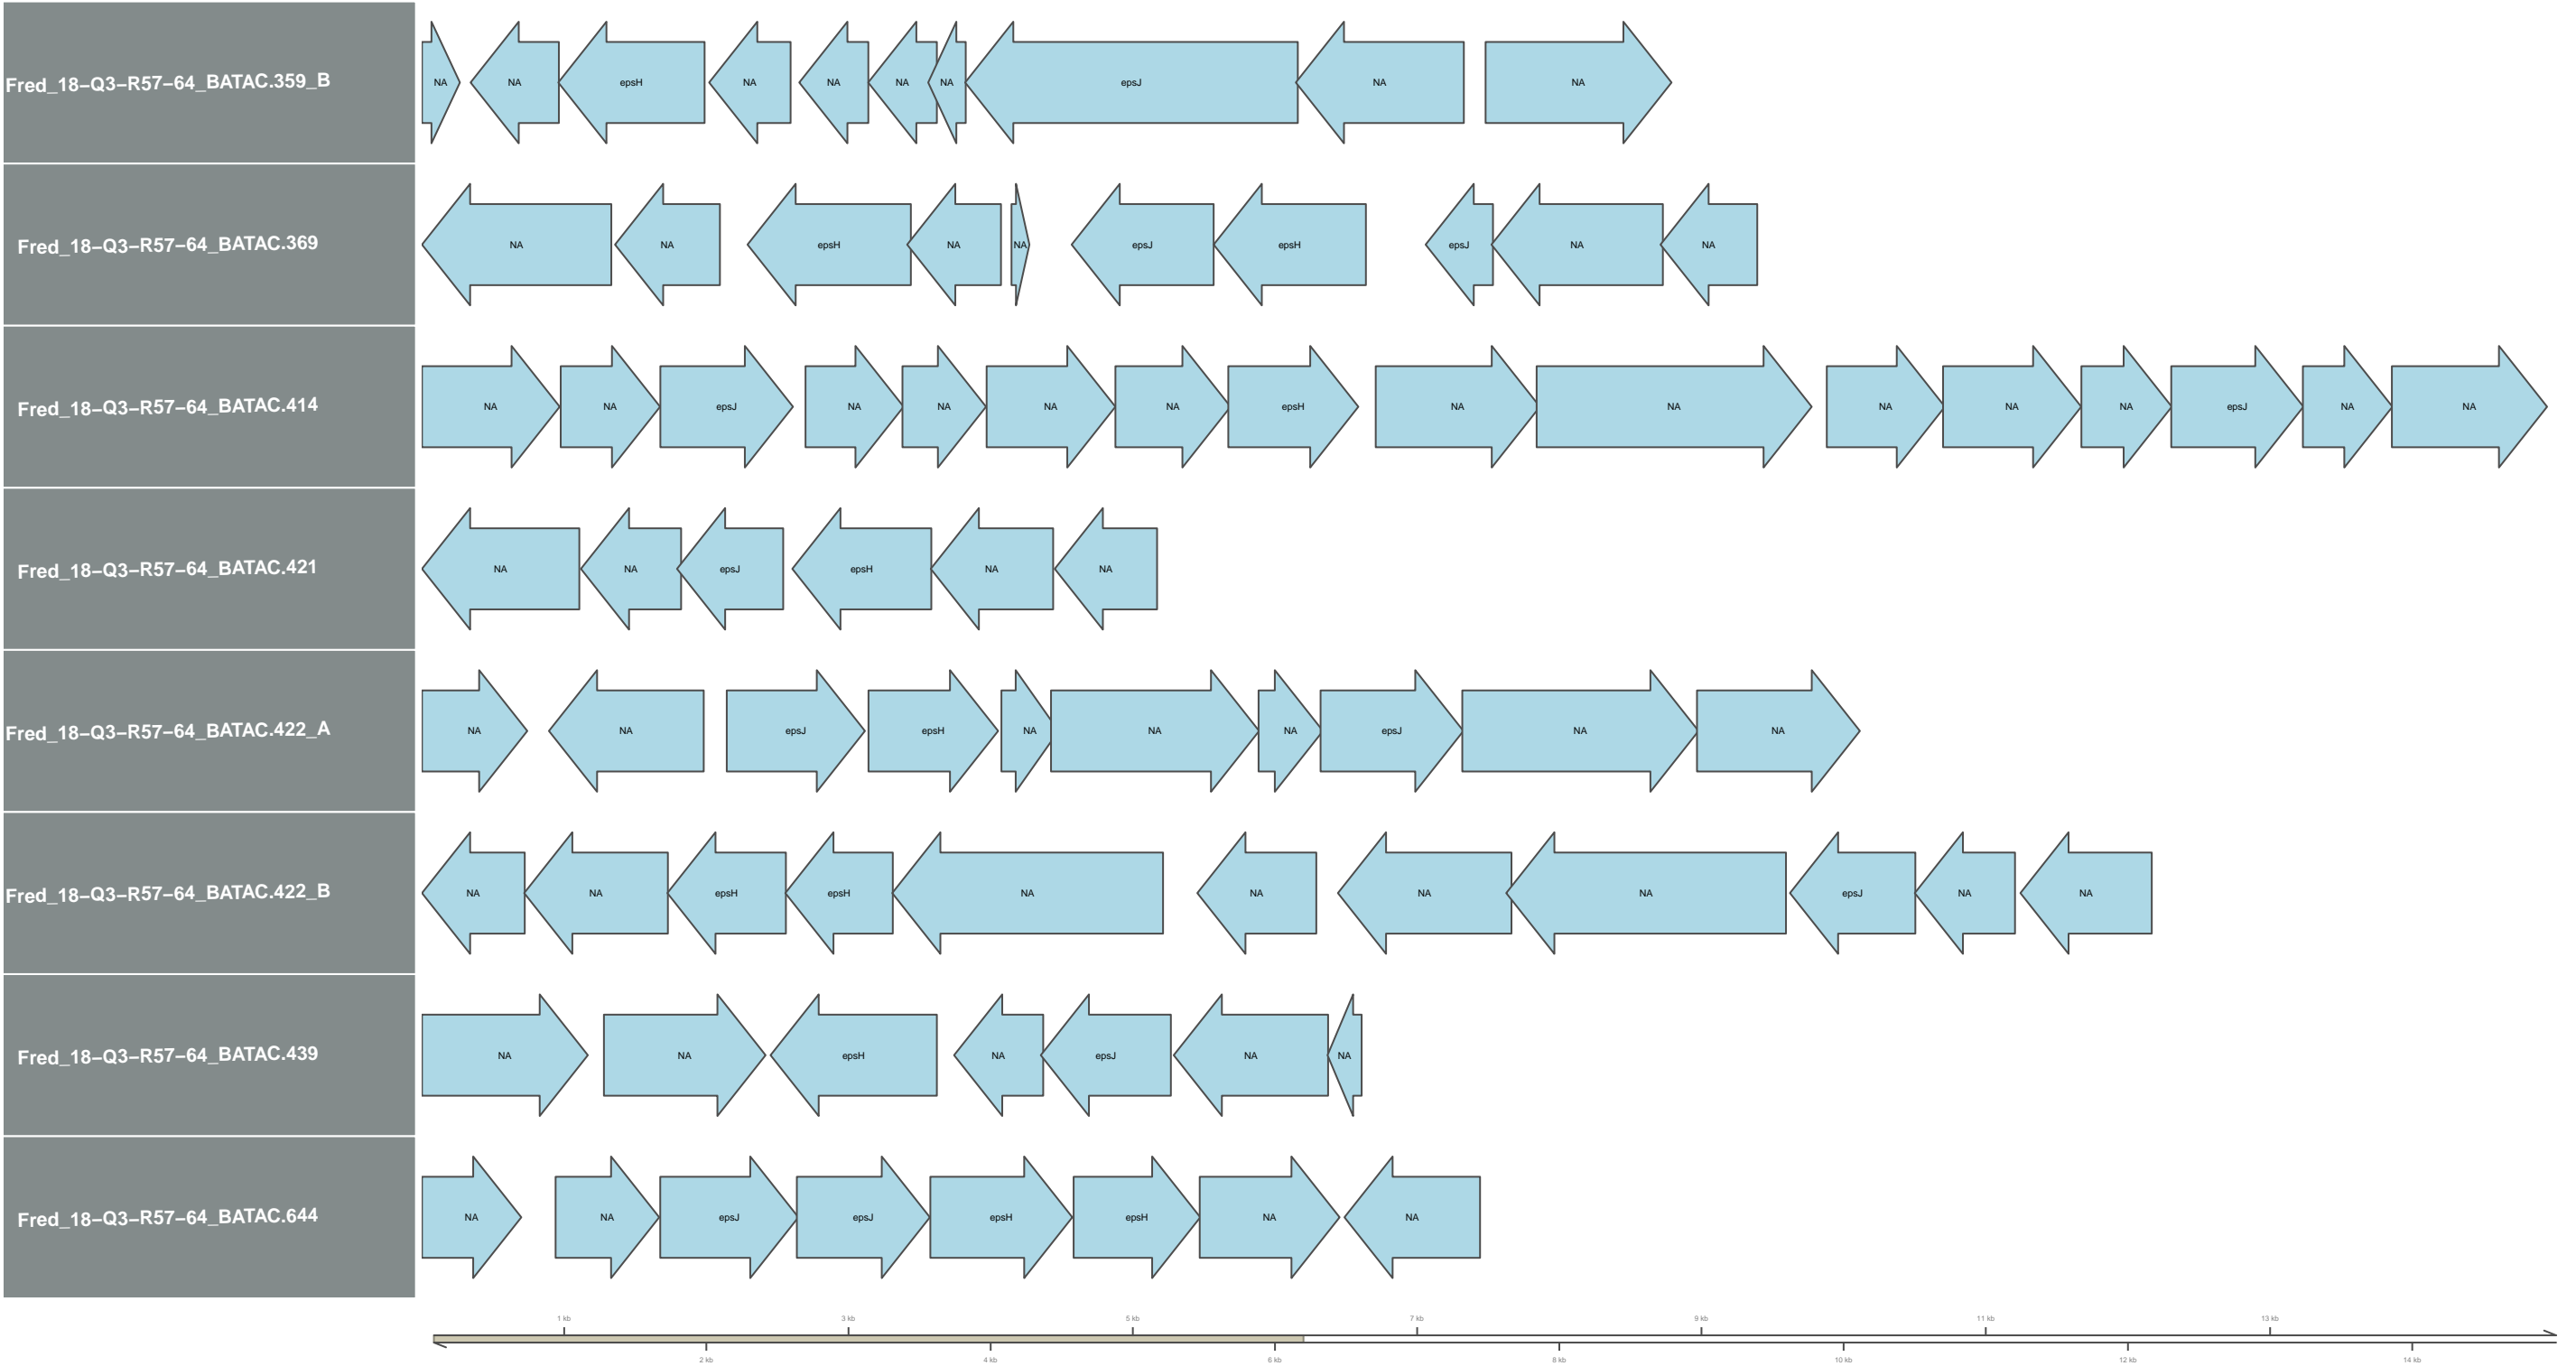 Fred_18−Q3−R57−64_BATAC.359_B
NA NA epsH NA NA NA NA epsJ NA NA
Fred_18−Q3−R57−64_BATAC.369
NA NA epsH NA NA epsJ epsH epsJ NA NA
Fred_18−Q3−R57−64_BATAC.414
NA NA epsJ NA NA NA NA epsH NA NA NA NA NA epsJ NA NA
Fred_18−Q3−R57−64_BATAC.421
NA NA epsJ epsH NA NA
Fred_18−Q3−R57−64_BATAC.422_A
NA NA epsJ epsH NA NA NA epsJ NA NA
Fred_18−Q3−R57−64_BATAC.422_B
NA NA epsH epsH NA NA NA NA epsJ NA NA
Fred_18−Q3−R57−64_BATAC.439
NA NA epsH NA epsJ NA NA
Fred_18−Q3−R57−64_BATAC.644
NA NA epsJ epsJ epsH epsH NA NA
1 kb 3 kb 5 kb 7 kb 9 kb 11 kb 13 kb
2 kb 4 kb 6 kb 8 kb 10 kb 12 kb 14 kb